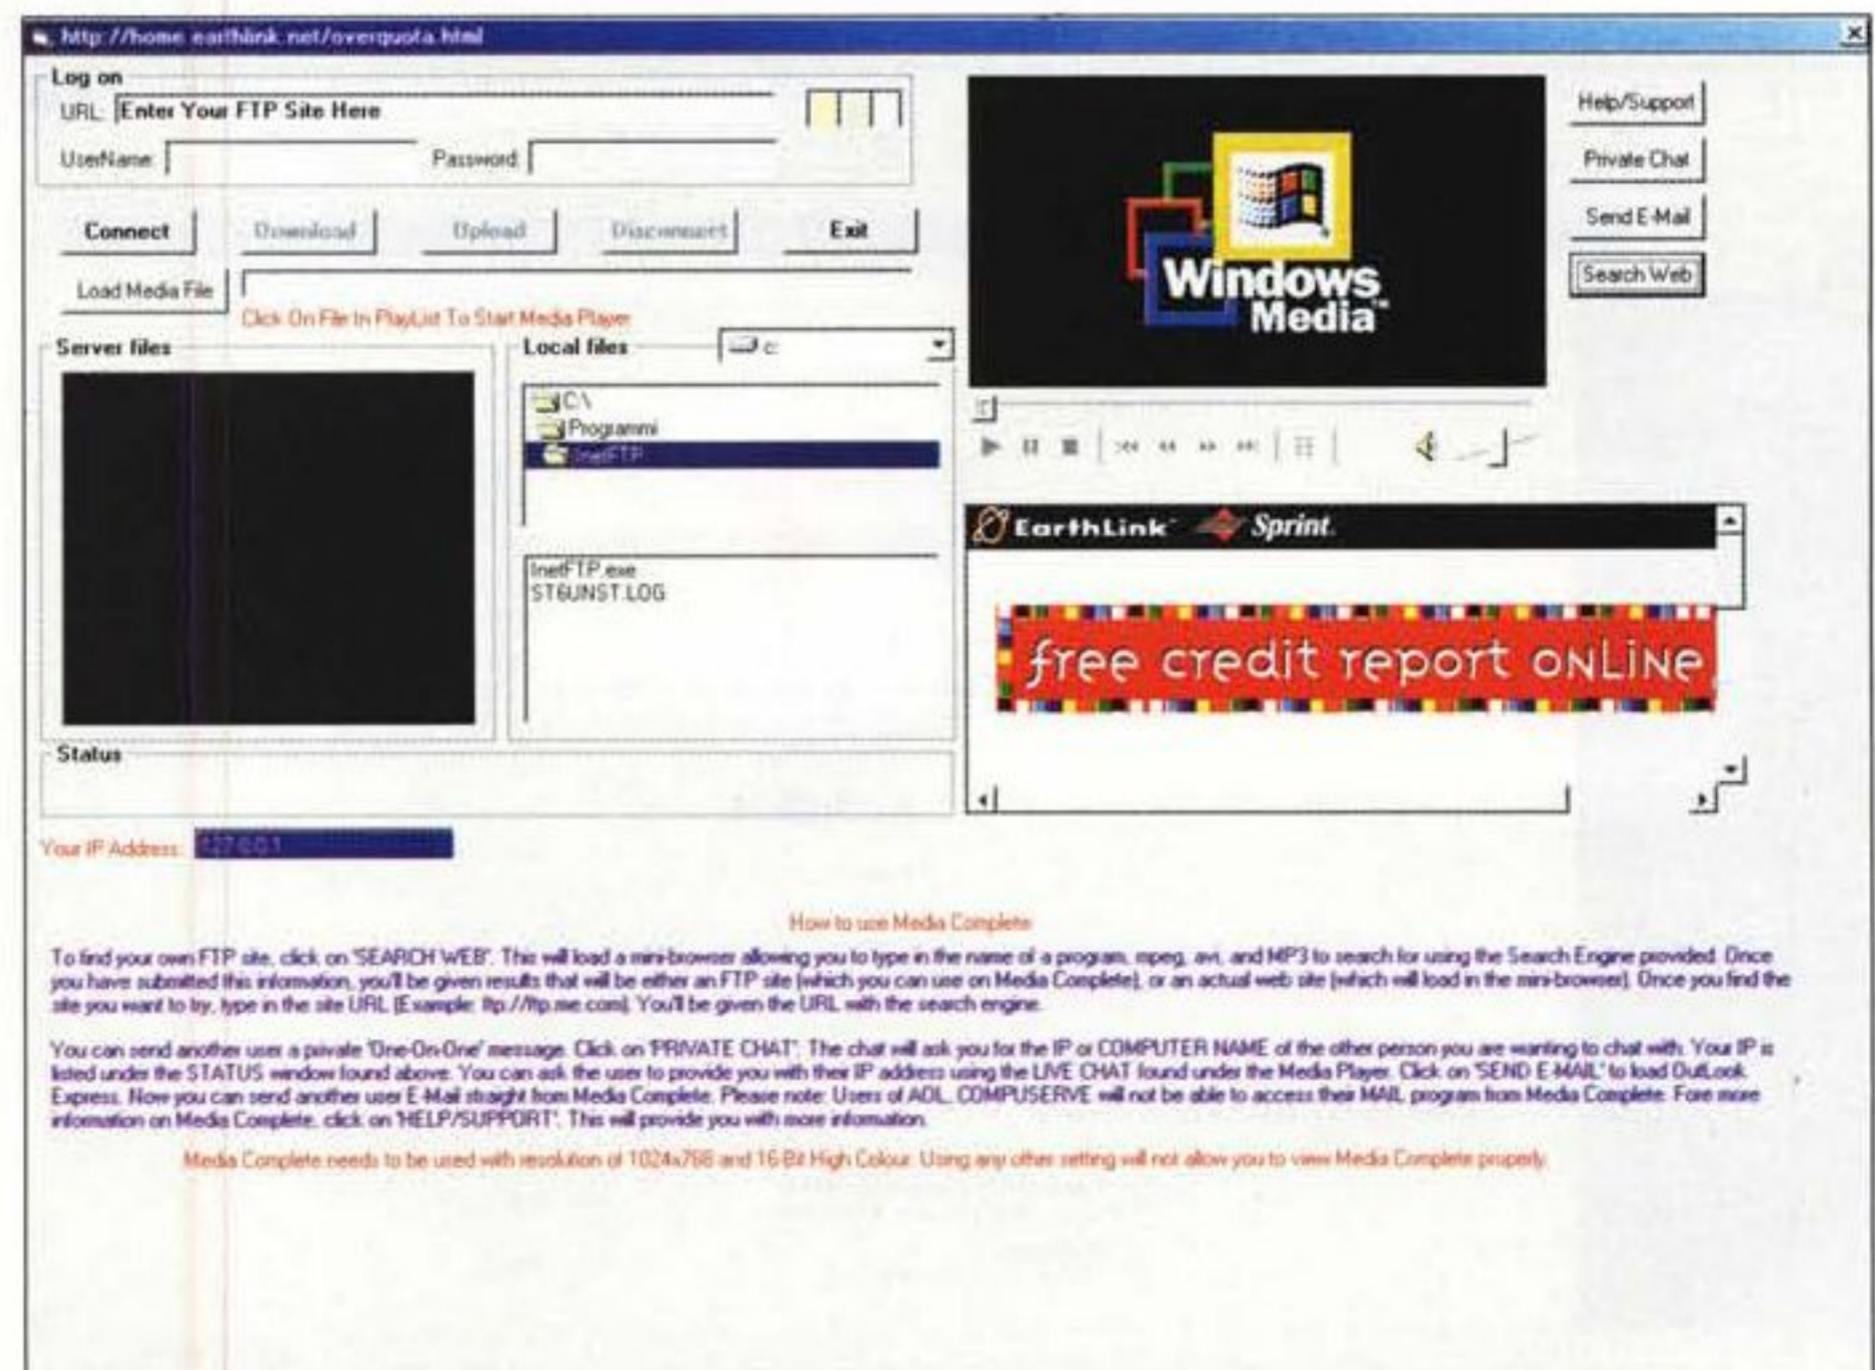 http://home.earthlink.net/overquota.html
Log on
URL: Enter Your FTP Site Here
UserName:
Password:
Connect
Download
Upload
Disconnect
Exit
Load Media File
Click On File In PlayList To Start Media Player
Server files
Local files
c:
C:\
Programmi
InetFTP
InetFTP.exe
ST6UNST.LOG
Status
Your IP Address:
127.0.0.1
Windows
Media™
Help/Support
Private Chat
Send E-Mail
Search Web
EarthLink™ Sprint.
free credit report onLine
How to use Media Complete
To find your own FTP site, click on 'SEARCH WEB'. This will load a mini-browser allowing you to type in the name of a program, mpeg, avi, and MP3 to search for using the Search Engine provided. Once
you have submitted this information, you'll be given results that will be either an FTP site (which you can use on Media Complete), or an actual web site (which will load in the mini-browser). Once you find the
site you want to try, type in the site URL (Example: ftp://ftp.me.com). You'll be given the URL with the search engine.
You can send another user a private 'One-On-One' message. Click on 'PRIVATE CHAT'. The chat will ask you for the IP or COMPUTER NAME of the other person you are wanting to chat with. Your IP is
listed under the STATUS window found above. You can ask the user to provide you with their IP address using the LIVE CHAT found under the Media Player. Click on 'SEND E-MAIL' to load OutLook
Express. Now you can send another user E-Mail straight from Media Complete. Please note: Users of AOL, COMPUSERVE will not be able to access their MAIL program from Media Complete. Fore more
information on Media Complete, click on 'HELP/SUPPORT'. This will provide you with more information.
Media Complete needs to be used with resolution of 1024x768 and 16-Bit High Colour. Using any other setting will not allow you to view Media Complete properly.